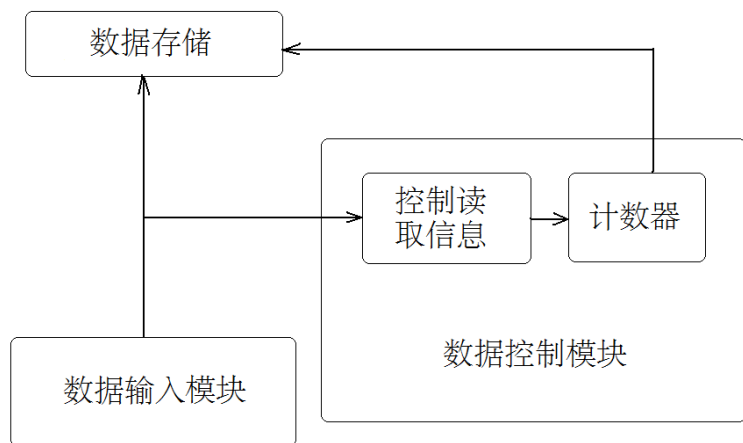 数据存储
控制读
取信息
计数器
数据控制模块
数据输入模块